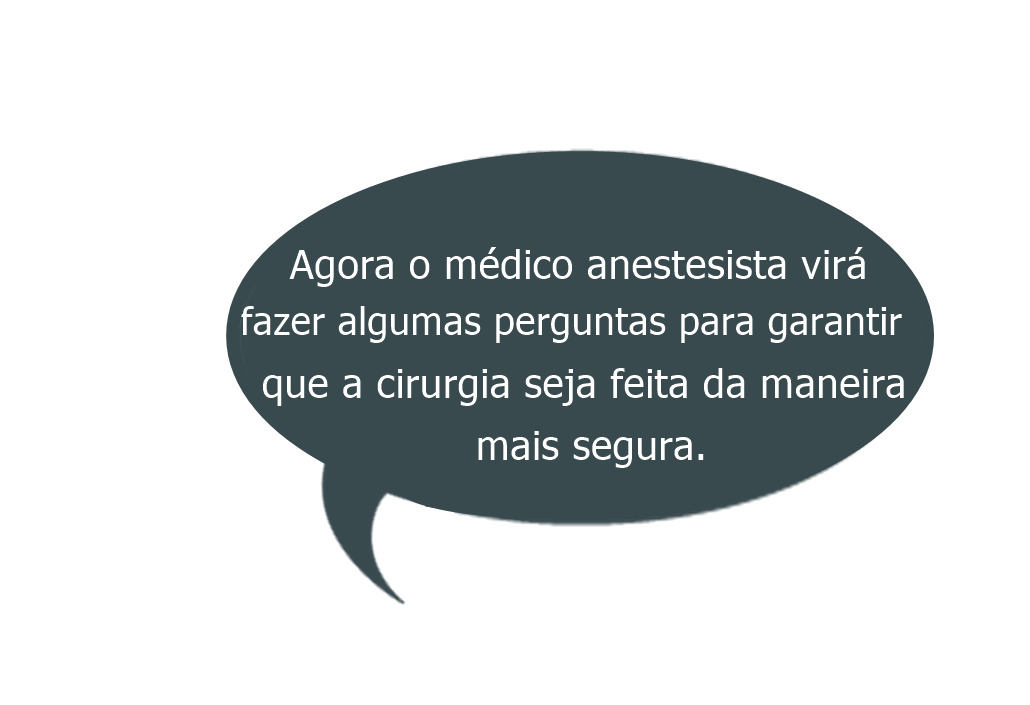 Agora o médico anestesista virá
fazer algumas perguntas para garantir
que a cirurgia seja feita da maneira
mais segura.